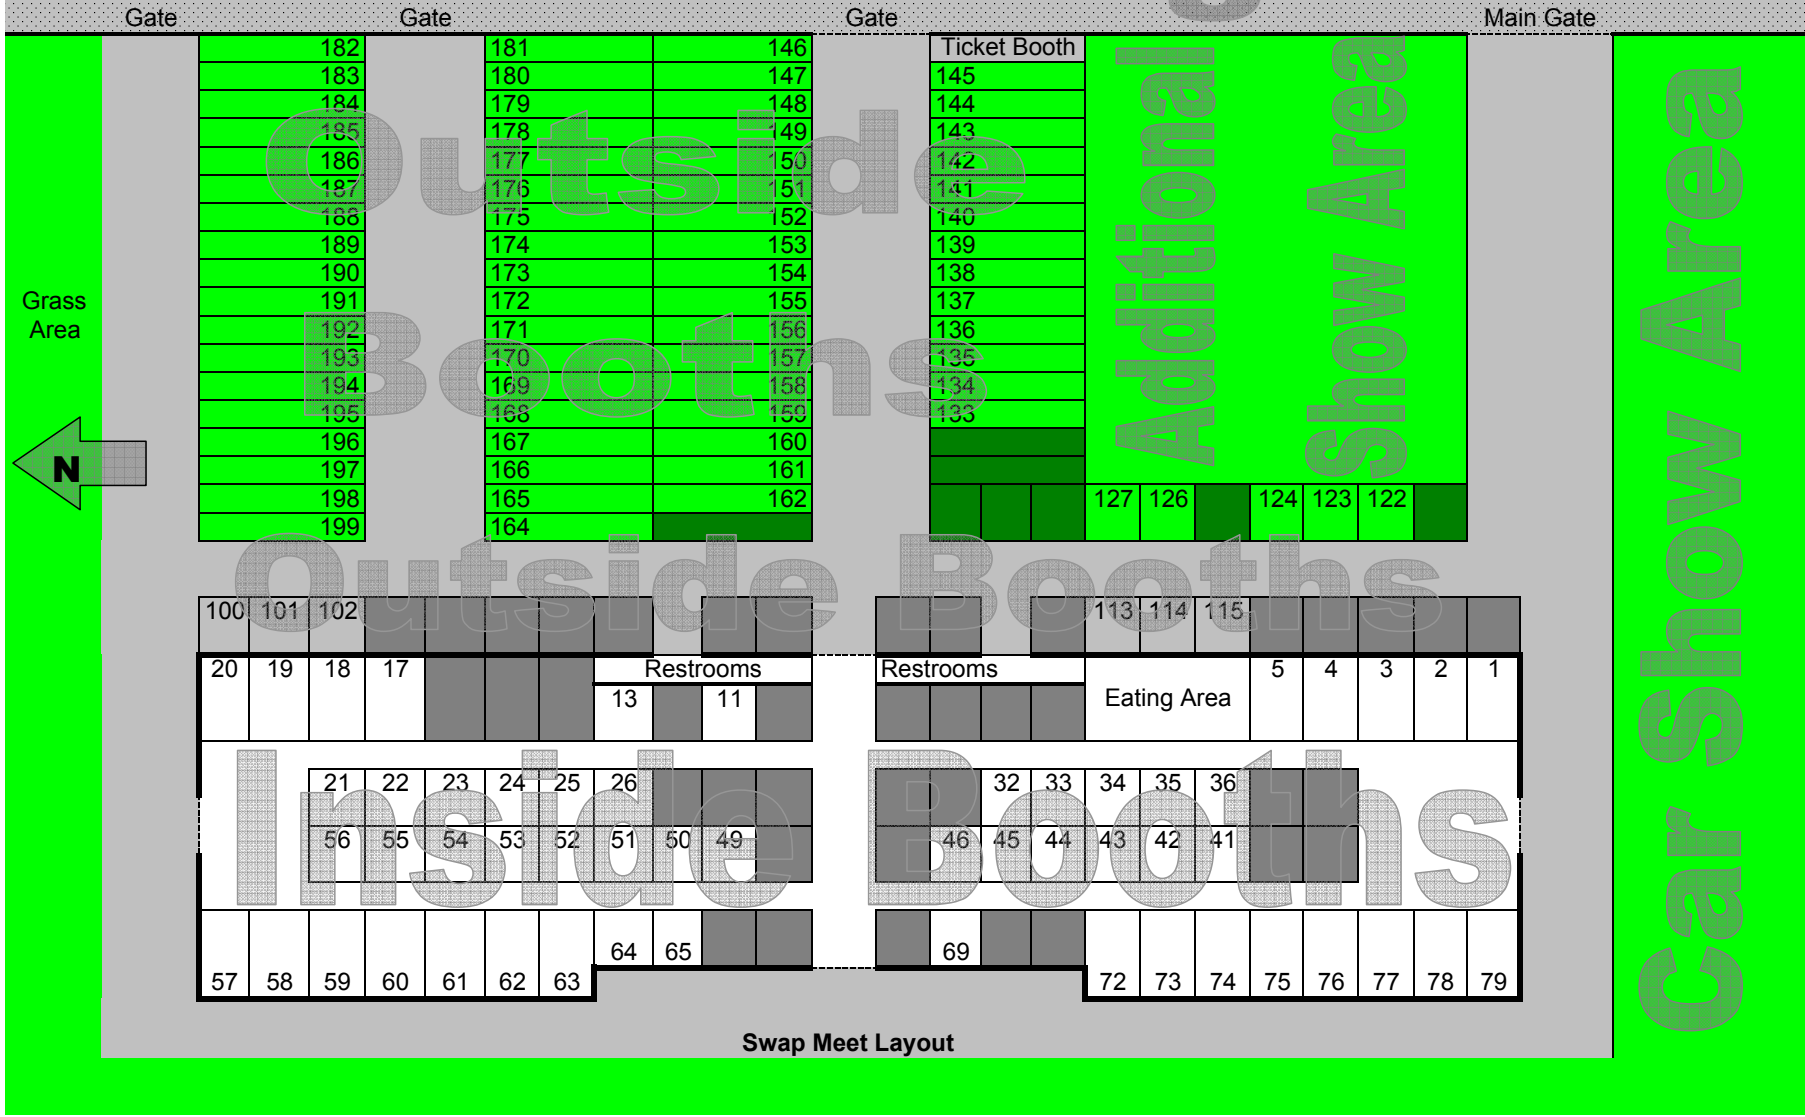 Gate Gate Gate Main Gate
182 181 146 Ticket Booth
183 180 147 145
184 179 148 144
185 178 149 143
186 177 150 142
187 176 151 141
188 175 152 140
189 174 153 139
190 173 154 138
191 172 155 137
192 171 156 136
193 170 157 135
194 169 158 134
195 168 159 133
196 167 160
197 166 161
198 165 162 127 126 124 123 122
199 164
Outside
Booths
Additional
Show Area
Grass
Area
N
Car Show Area
Outside Booths
100 101 102 113 114 115
20 19 18 17 Restrooms Restrooms 5 4 3 2 1
13 11 Eating Area
21 22 23 24 25 26 32 33 34 35 36
56 55 54 53 52 51 50 49 46 45 44 43 42 41
Inside Booths
64 65 69
57 58 59 60 61 62 63 72 73 74 75 76 77 78 79
Swap Meet Layout